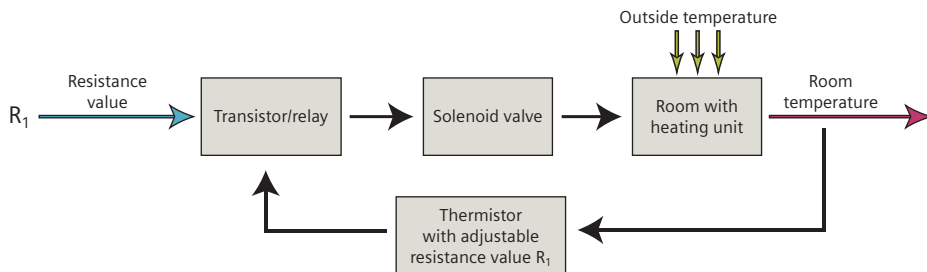 Outside temperature
Resistance
value
R1
Transistor/relay
Solenoid valve
Room with
heating unit
Room
temperature
Thermistor
with adjustable
resistance value R1